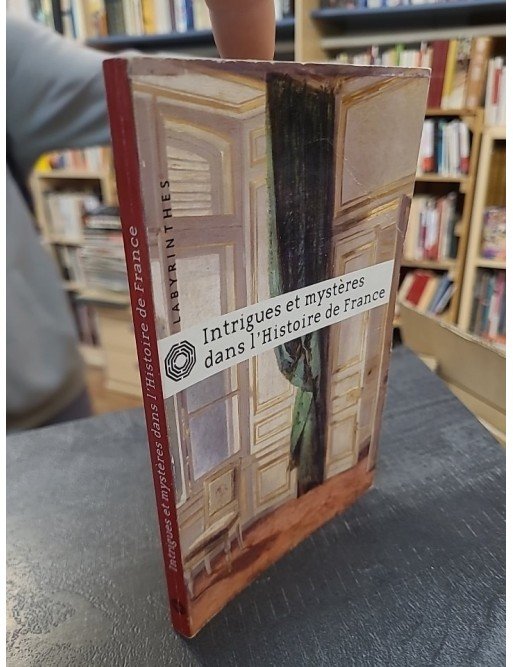 LABYRINTHES
Intrigues et mystères
dans l'Histoire de France
Intrigues et mystères dans l'Histoire de France